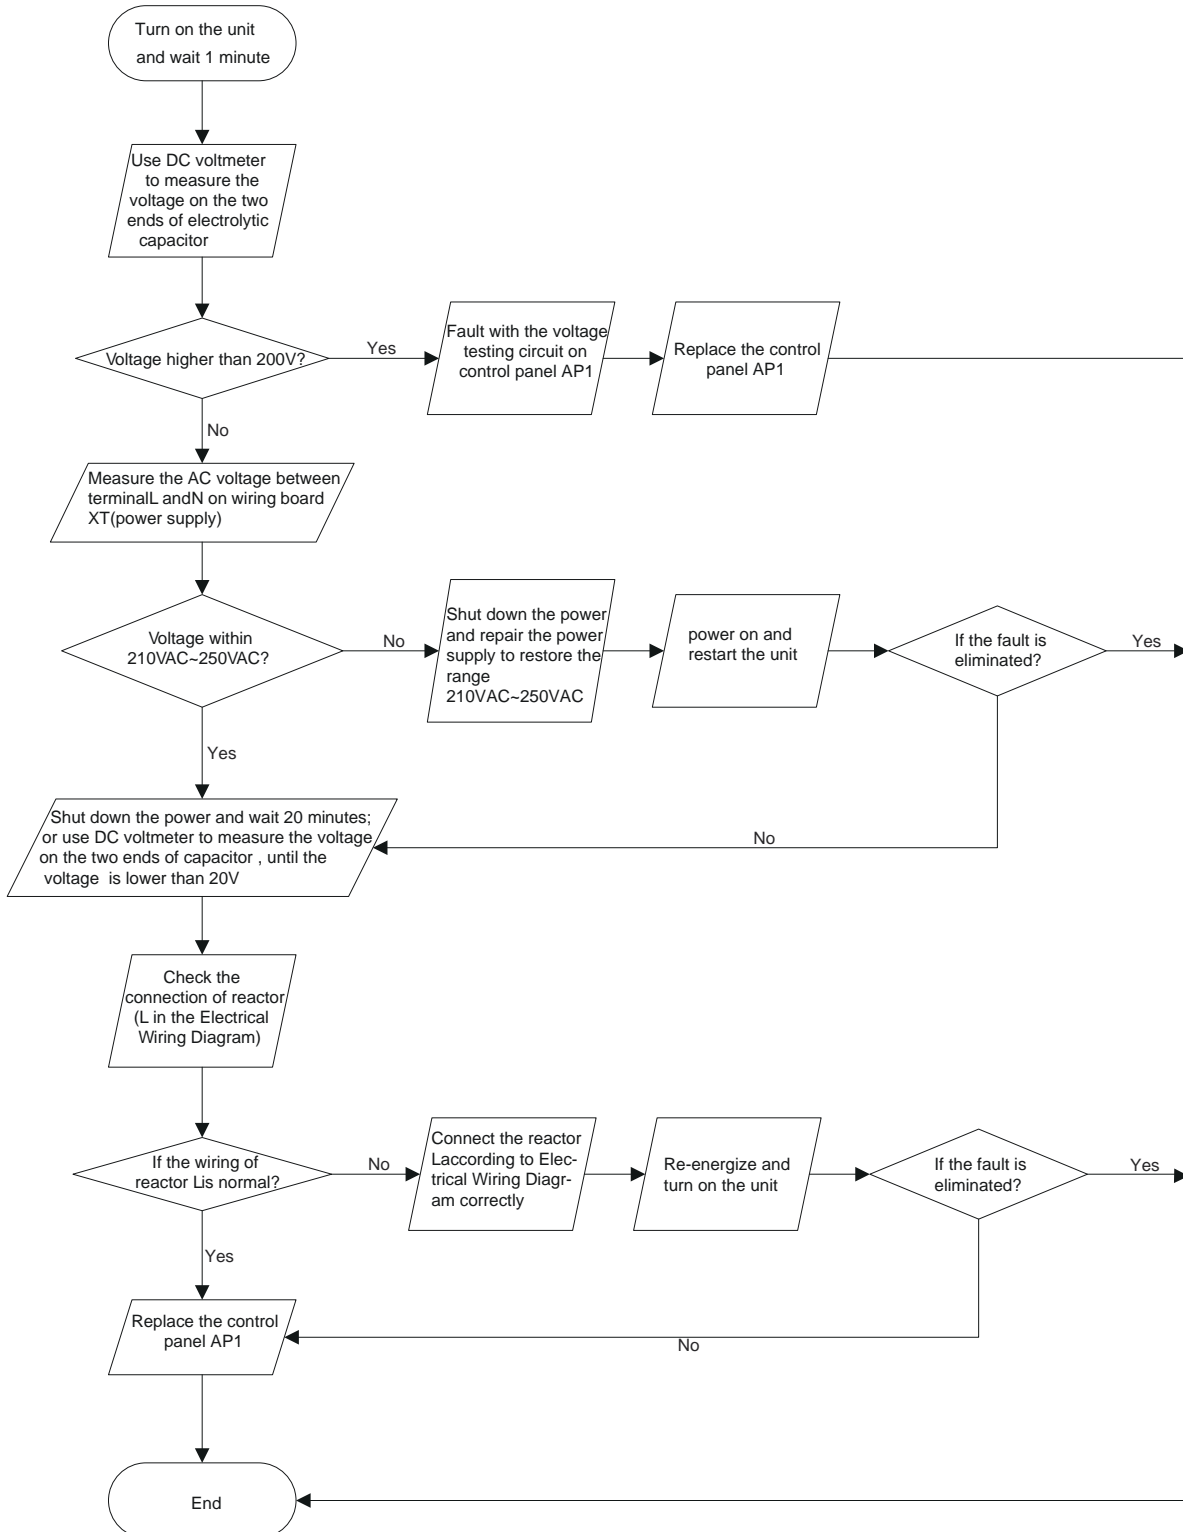 Turn on the unit
and wait 1 minute
Use DC voltmeter
to measure the
voltage on the two
ends of electrolytic
capacitor
Voltage higher than 200V?
Yes
Fault with the voltage
testing circuit on
control panel AP1
Replace the control
panel AP1
No
Measure the AC voltage between
terminalL andN on wiring board
XT(power supply)
Voltage within
210VAC~250VAC?
No
Shut down the power
and repair the power
supply to restore the
range
210VAC~250VAC
power on and
restart the unit
If the fault is
eliminated?
Yes
Yes
No
Shut down the power and wait 20 minutes;
or use DC voltmeter to measure the voltage
on the two ends of capacitor , until the
voltage is lower than 20V
Check the
connection of reactor
(L in the Electrical
Wiring Diagram)
If the wiring of
reactor Lis normal?
No
Connect the reactor
Laccording to Elec-
trical Wiring Diagr-
am correctly
Re-energize and
turn on the unit
If the fault is
eliminated?
Yes
Yes
No
Replace the control
panel AP1
End